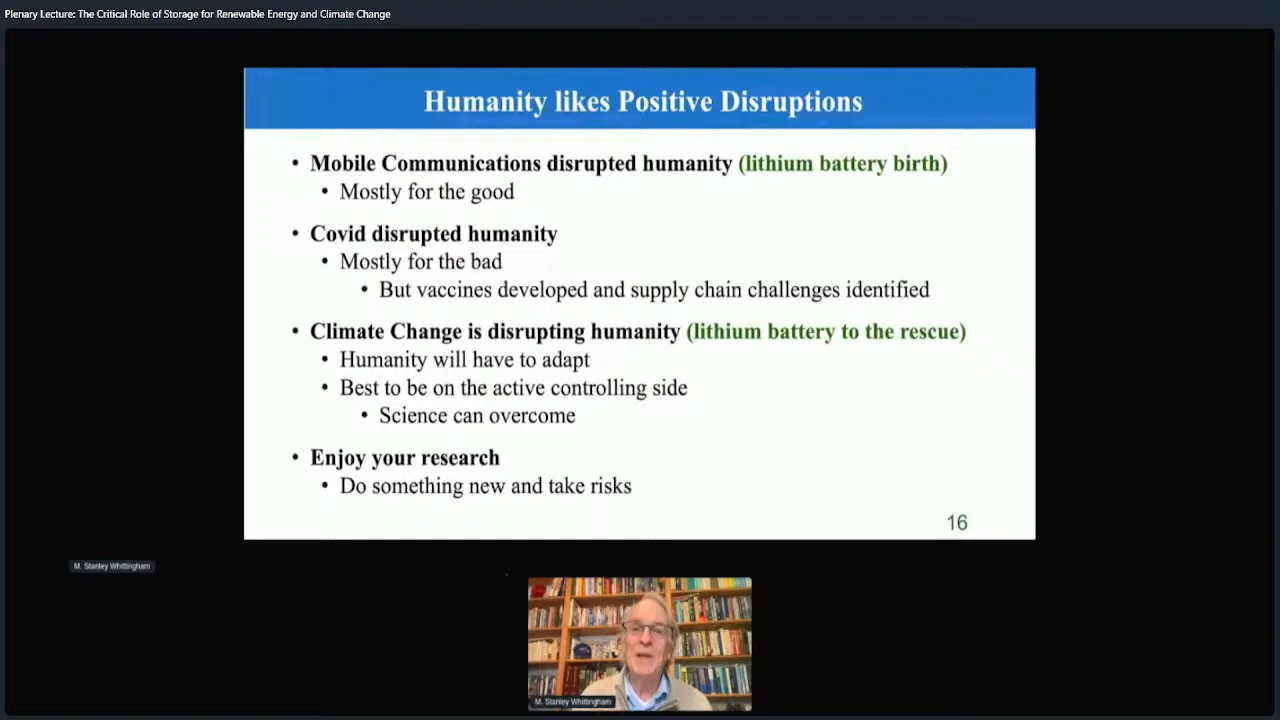 Plenary Lecture: The Critical Role of Storage for Renewable Energy and Climate Change
Humanity likes Positive Disruptions
• Mobile Communications disrupted humanity (lithium battery birth)
• Mostly for the good
• Covid disrupted humanity
• Mostly for the bad
• But vaccines developed and supply chain challenges identified
• Climate Change is disrupting humanity (lithium battery to the rescue)
• Humanity will have to adapt
• Best to be on the active controlling side
• Science can overcome
• Enjoy your research
• Do something new and take risks
16
M. Stanley Whittingham
M. Stanley Whittingham